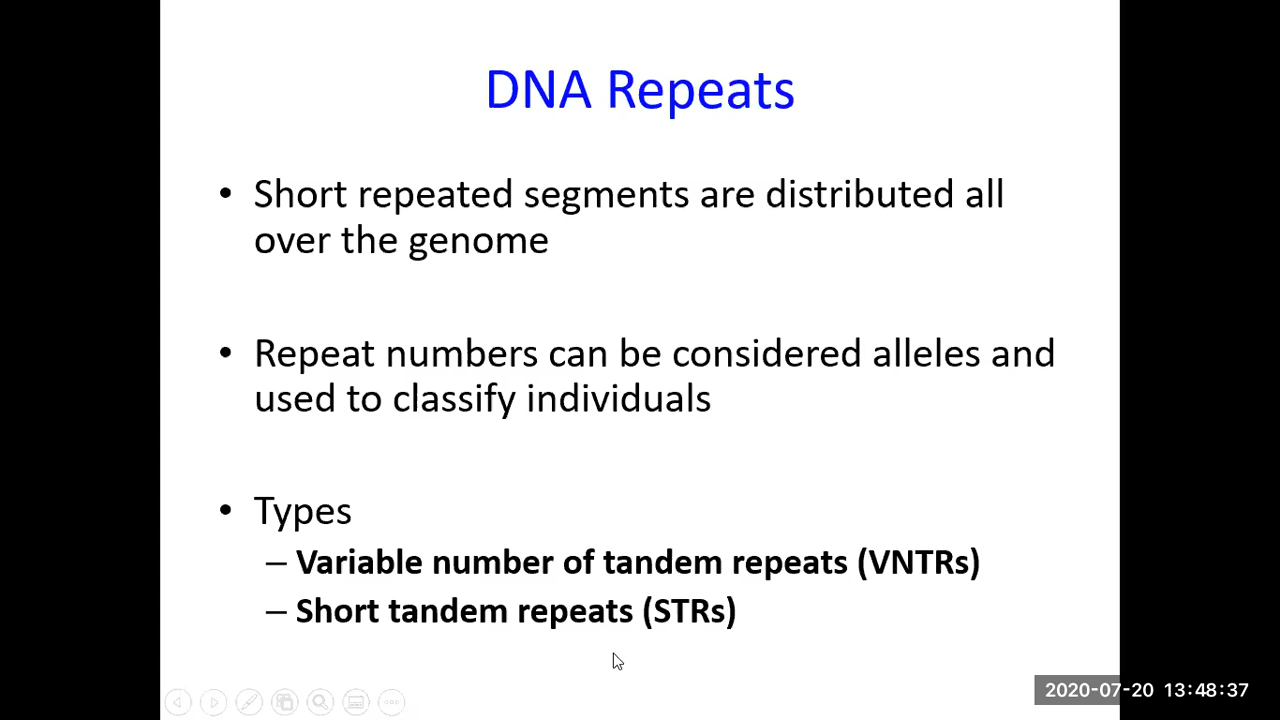 DNA Repeats
• Short repeated segments are distributed all
over the genome
• Repeat numbers can be considered alleles and
used to classify individuals
• Types
– Variable number of tandem repeats (VNTRs)
– Short tandem repeats (STRs)
2020-07-20 13:48:37